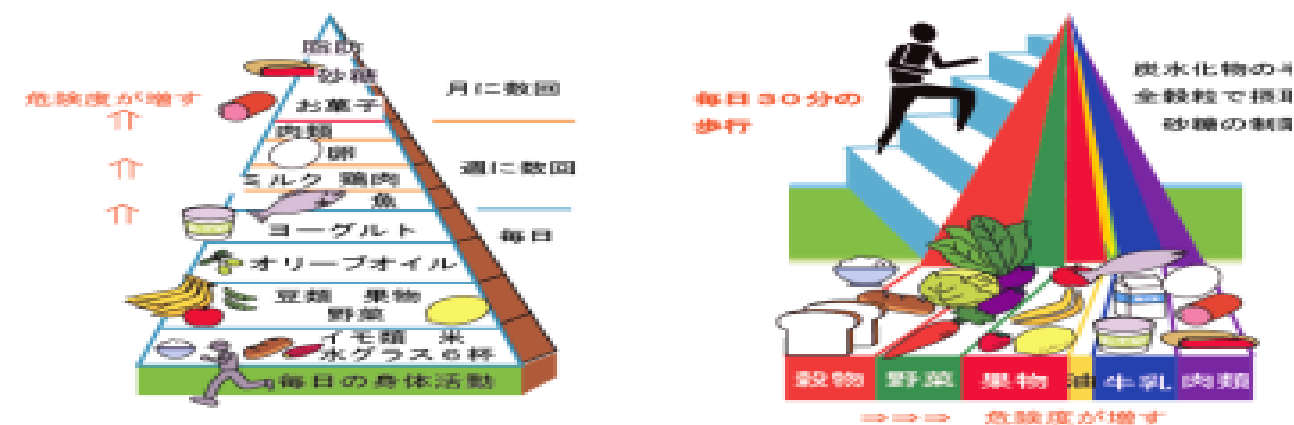 脂肪
砂糖
お菓子
肉類
卵
ミルク 鶏肉
魚
ヨーグルト
オリーブオイル
豆類 果物
野菜
イモ類 米
水グラス6杯
毎日の身体活動
危険度が増す
⇧
⇧
⇧
月に数回
週に数回
毎日
毎日30分の
歩行
炭水化物の
全穀粒で摂取
砂糖の制限
穀物 野菜 果物 油 牛乳 肉類
⇒⇒⇒ 危険度が増す